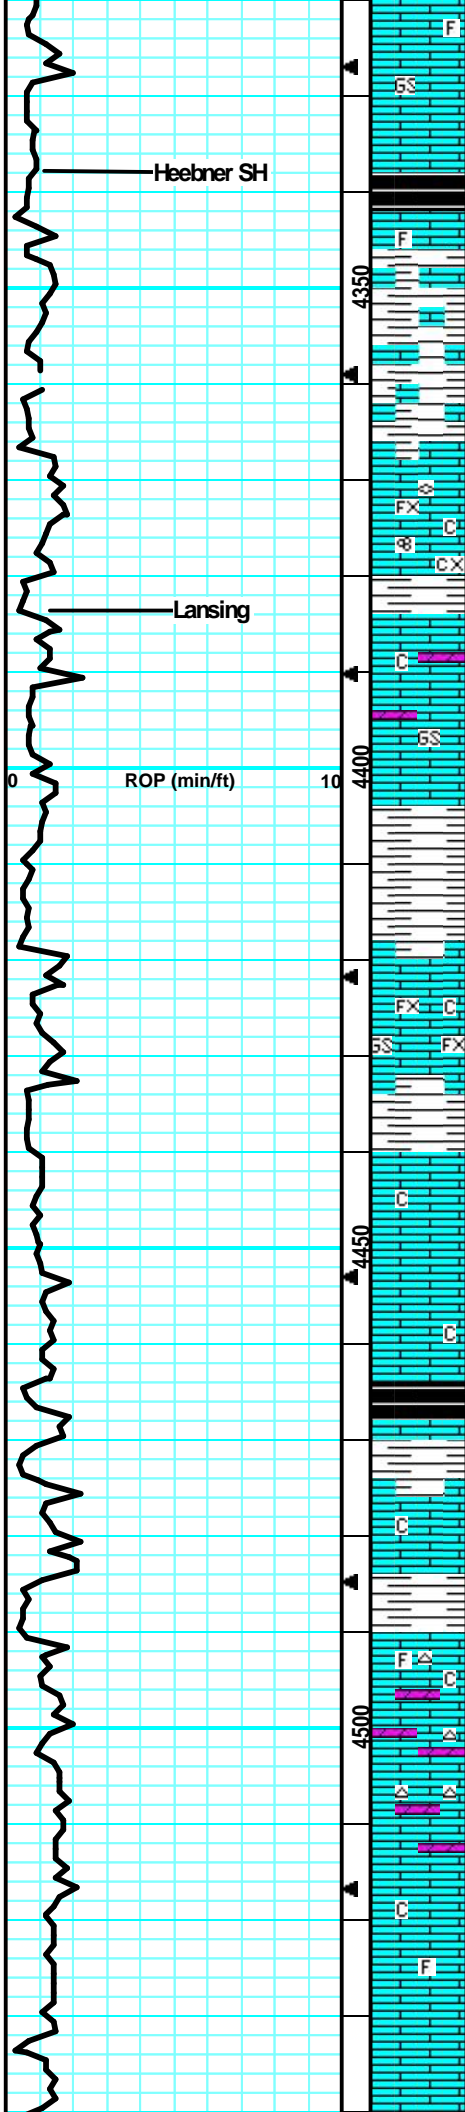 F
GS
Heebner SH
F
4350
FX
C
CX
Lansing
C
GS
4400
0 ROP (min/ft) 10
FX C
GS FX
C
4450
C
C
F
C
4500
C
F